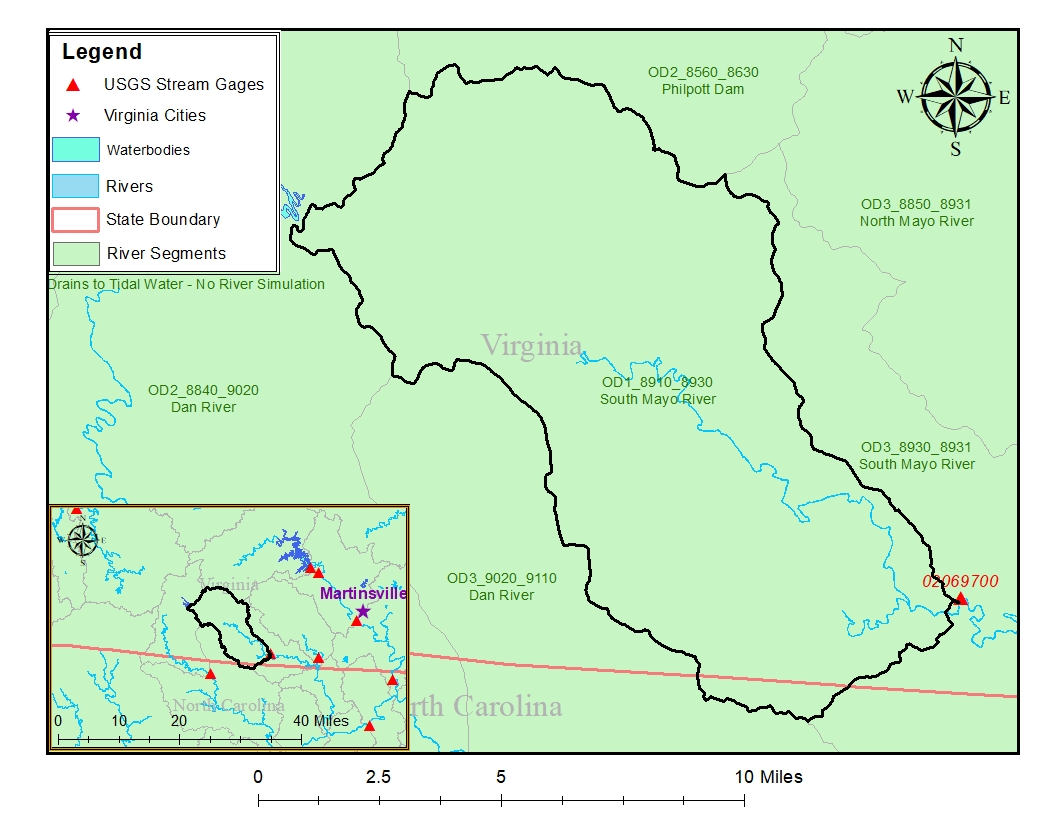 Legend
USGS Stream Gages
Virginia Cities
Waterbodies
Rivers
State Boundary
River Segments
N
W E
S
OD2_8560_8630
Philpott Dam
OD3_8850_8931
North Mayo River
Drains to Tidal Water - No River Simulation
Virginia
OD2_8840_9020
Dan River
OD1_8910_8930
South Mayo River
OD3_8930_8931
South Mayo River
OD3_9020_9110
Dan River
02069700
rth Carolina
N
W E
S
Virginia
Martinsville
North Carolina
0 10 20 40 Miles
0 2.5 5 10 Miles